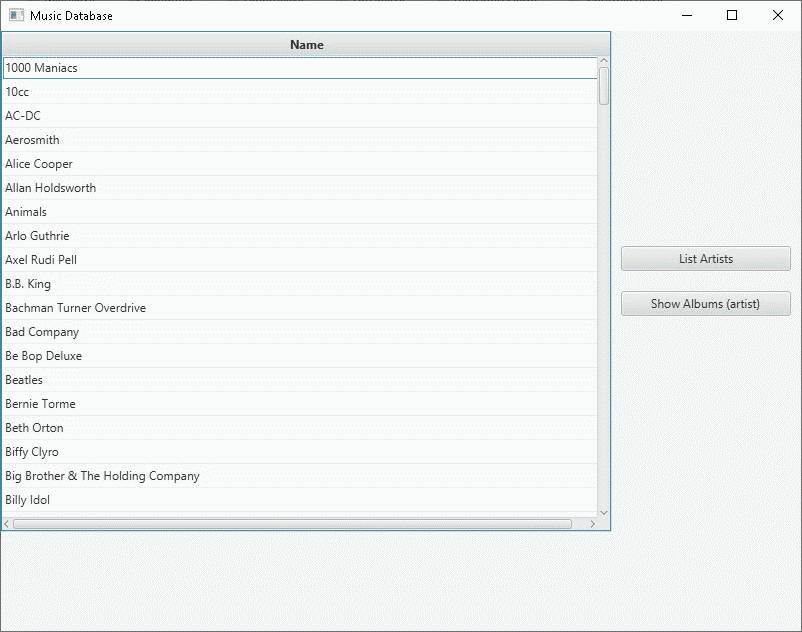 Music Database
Name
1000 Maniacs
10cc
AC-DC
Aerosmith
Alice Cooper
Allan Holdsworth
Animals
Arlo Guthrie
Axel Rudi Pell
B.B. King
Bachman Turner Overdrive
Bad Company
Be Bop Deluxe
Beatles
Bernie Torme
Beth Orton
Biffy Clyro
Big Brother & The Holding Company
Billy Idol
List Artists
Show Albums (artist)